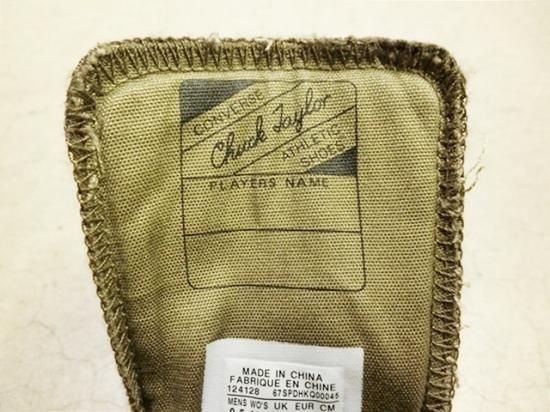 CONVERSE
Chuck Taylor
ATHLETIC
SHOES
PLAYERS NAME
MADE IN CHINA
FABRIQUE EN CHINE
124128 67SPDHKQ00045
MENS WO'S UK EUR CM